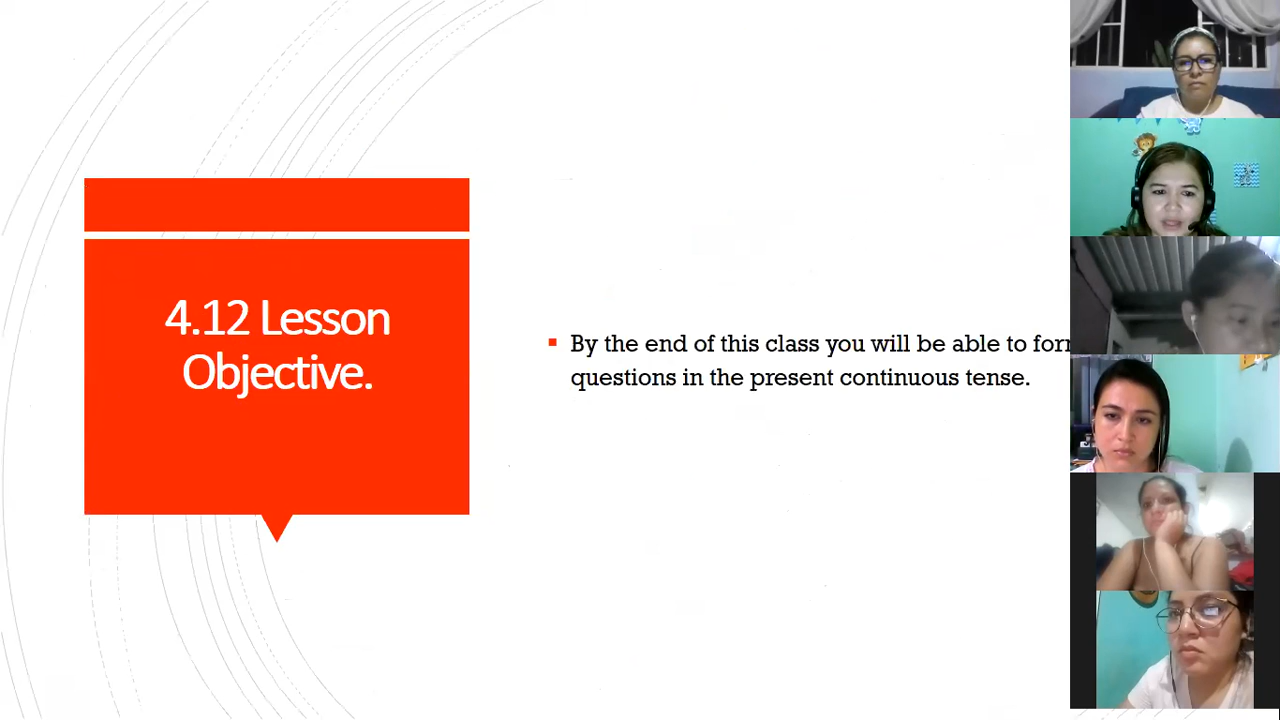 4.12 Lesson
Objective.
By the end of this class you will be able to
questions in the present continuous tense.